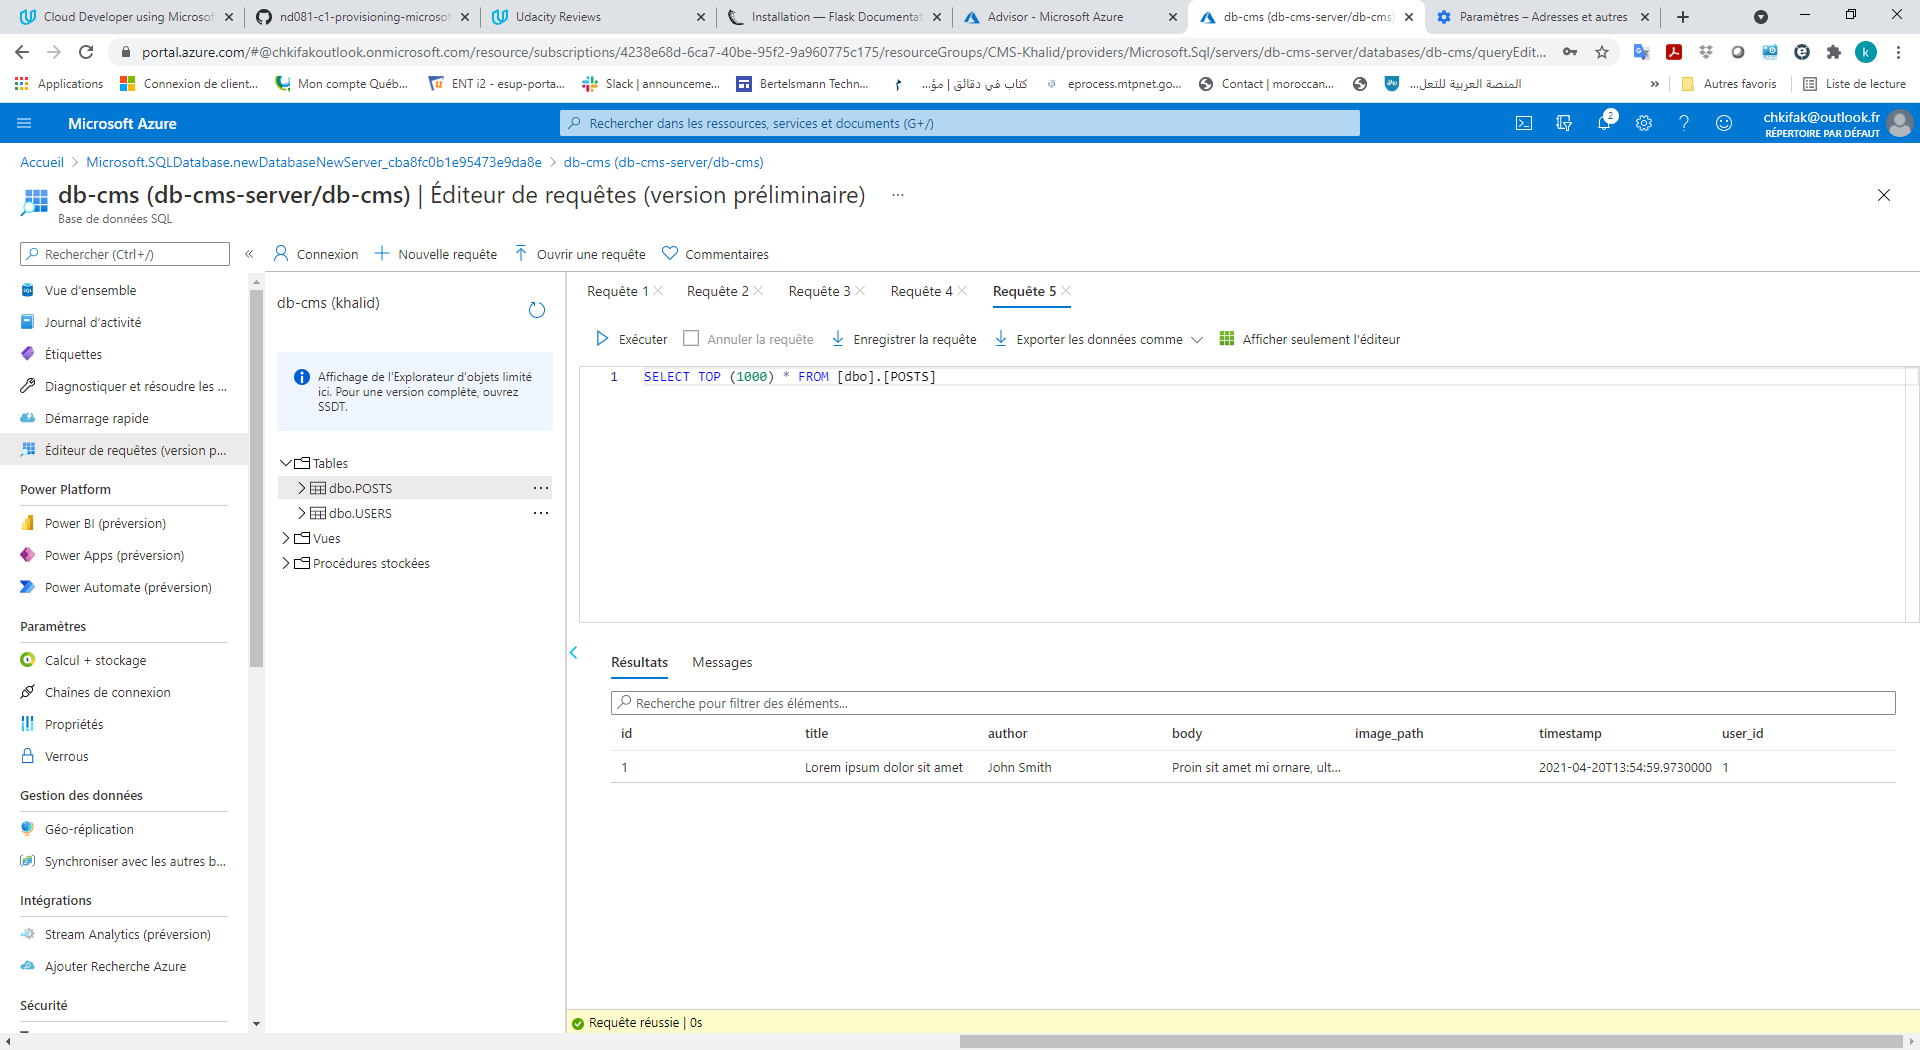 Cloud Developer using Microsof
nd081-c1-provisioning-microsof
Udacity Reviews
Installation — Flask Documentat
Advisor - Microsoft Azure
db-cms (db-cms-server/db-cms)
Paramètres – Adresses et autres
portal.azure.com/#@chkifakoutlook.onmicrosoft.com/resource/subscriptions/4238e68d-6ca7-40be-95f2-9a960775c175/resourceGroups/CMS-Khalid/providers/Microsoft.Sql/servers/db-cms-server/databases/db-cms/queryEdit...
k
Applications
Connexion de client...
Mon compte Québ...
ENT i2 - esup-porta...
Slack | announceme...
Bertelsmann Techn...
كتاب في دقائق | مؤ...
eprocess.mtpnet.go...
Contact | moroccan...
المنصة العربية للتعل...
»
Autres favoris
Liste de lecture
Microsoft Azure
Rechercher dans les ressources, services et documents (G+/)
2
chkifak@outlook.fr
RÉPERTOIRE PAR DÉFAUT
Accueil > Microsoft.SQLDatabase.newDatabaseNewServer_cba8fc0b1e95473e9da8e > db-cms (db-cms-server/db-cms)
db-cms (db-cms-server/db-cms) | Éditeur de requêtes (version préliminaire) ...
Base de données SQL
Rechercher (Ctrl+/)
«
Connexion
Nouvelle requête
Ouvrir une requête
Commentaires
Vue d'ensemble
Journal d'activité
Étiquettes
Diagnostiquer et résoudre les ...
Démarrage rapide
Éditeur de requêtes (version p...
Power Platform
Power BI (préversion)
Power Apps (préversion)
Power Automate (préversion)
Paramètres
Calcul + stockage
Chaînes de connexion
Propriétés
Verrous
Gestion des données
Géo-réplication
Synchroniser avec les autres b...
Intégrations
Stream Analytics (préversion)
Ajouter Recherche Azure
Sécurité
db-cms (khalid)
Affichage de l'Explorateur d'objets limité
ici. Pour une version complète, ouvrez
SSDT.
Tables
dbo.POSTS ...
dbo.USERS ...
Vues
Procédures stockées
Requête 1
Requête 2
Requête 3
Requête 4
Requête 5
Exécuter
Annuler la requête
Enregistrer la requête
Exporter les données comme
Afficher seulement l'éditeur
1 SELECT TOP (1000) * FROM [dbo].[POSTS]
Résultats
Messages
Recherche pour filtrer des éléments...
id title author body image_path timestamp user_id
1 Lorem ipsum dolor sit amet John Smith Proin sit amet mi ornare, ult... 2021-04-20T13:54:59.9730000 1
Requête réussie | 0s